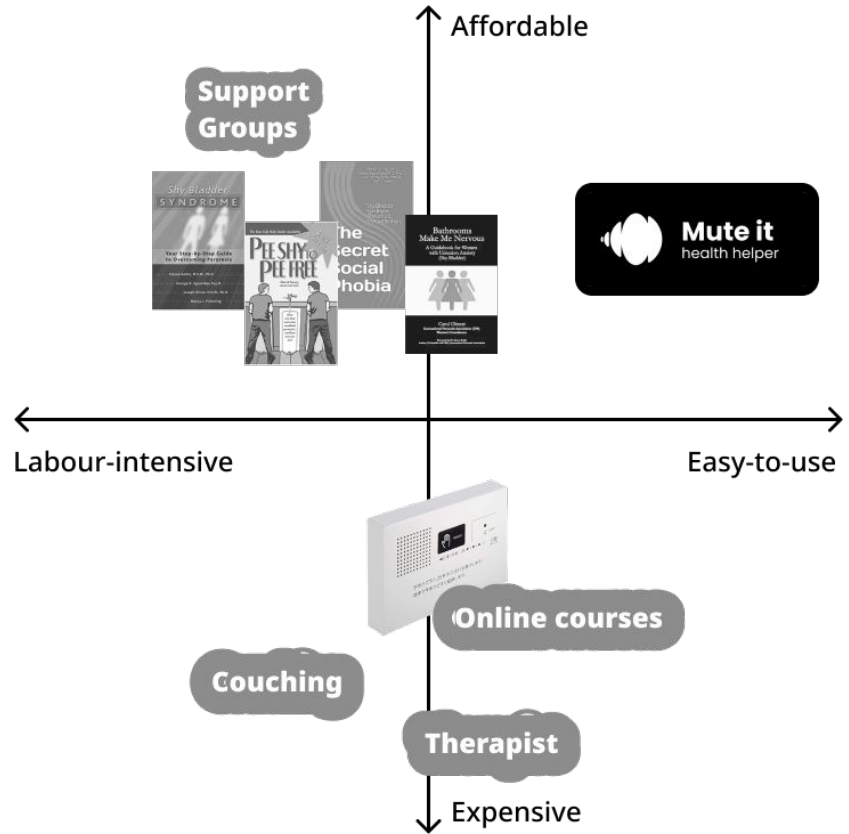 Affordable
Support
Groups
Shy Bladder
SYNDROME
Your Step-by-Step Guide
to Overcoming Paruresis
The
Secret
Social
Phobia
PEE SHY TO
PEE FREE
Bathrooms
Make Me Nervous
A Guidebook for Women
with Urination Anxiety
(Shy Bladder)
Carol Olmert
Mute it
health helper
Labour-intensive
Easy-to-use
Online courses
Couching
Therapist
Expensive